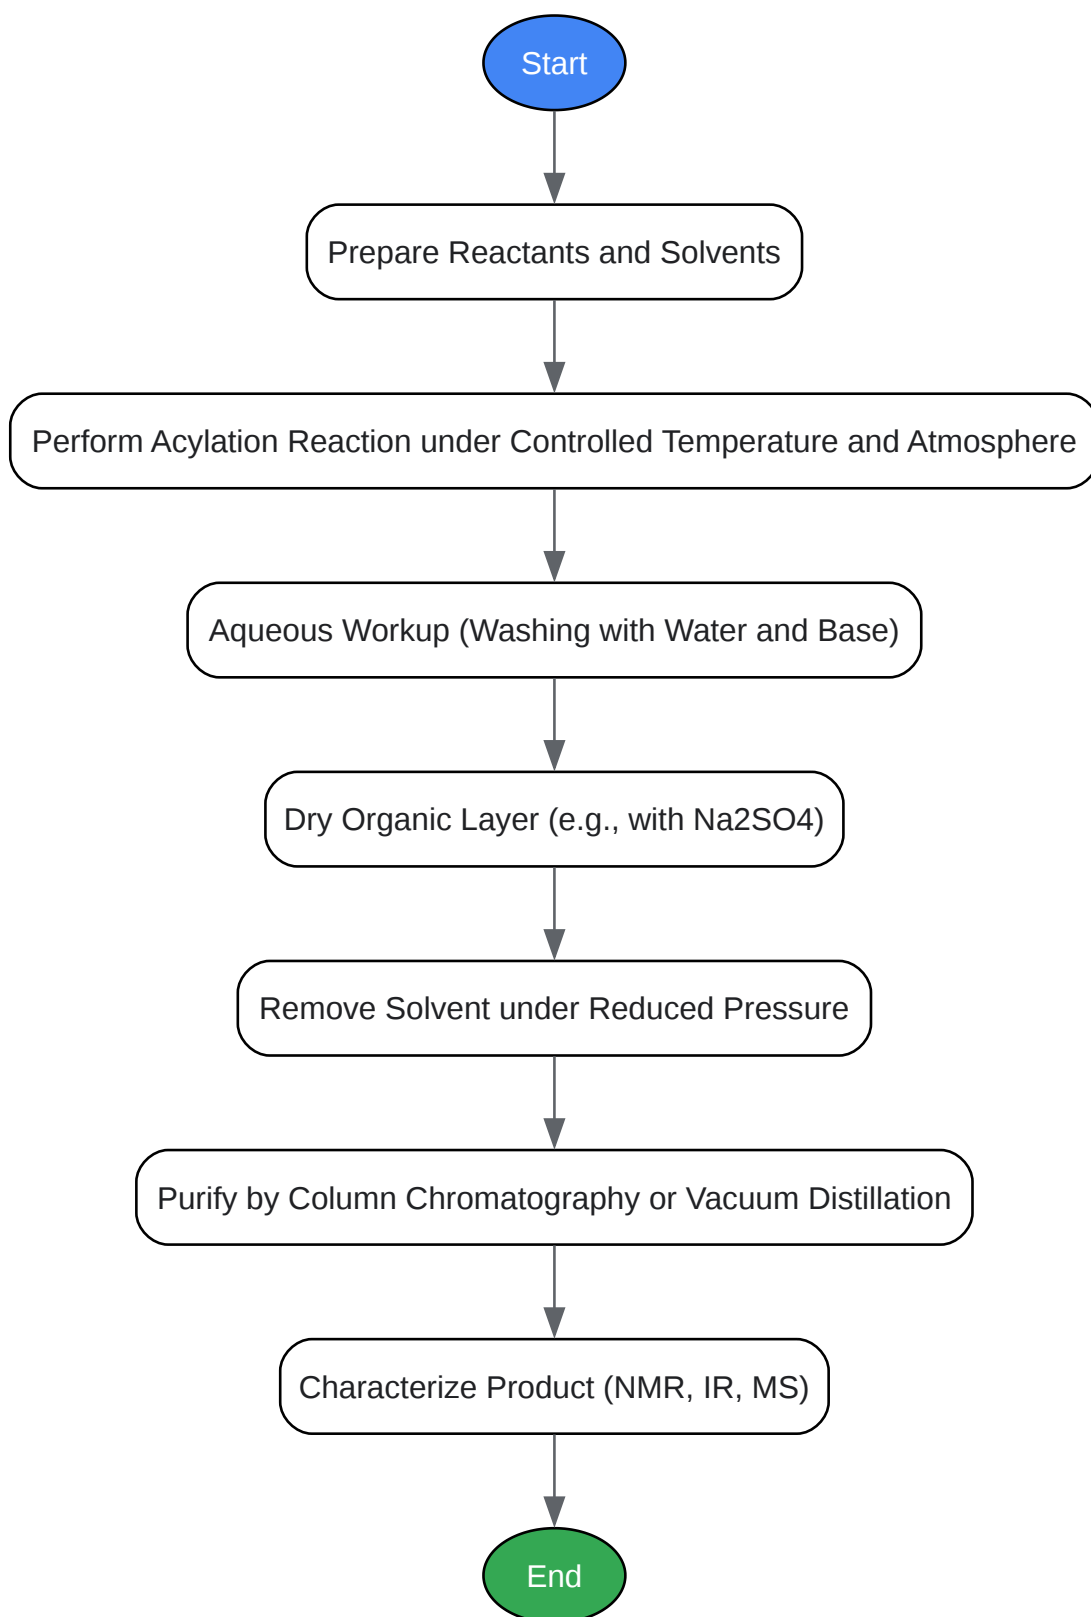 Start
Prepare Reactants and Solvents
Perform Acylation Reaction under Controlled Temperature and Atmosphere
Aqueous Workup (Washing with Water and Base)
Dry Organic Layer (e.g., with Na2SO4)
Remove Solvent under Reduced Pressure
Purify by Column Chromatography or Vacuum Distillation
Characterize Product (NMR, IR, MS)
End